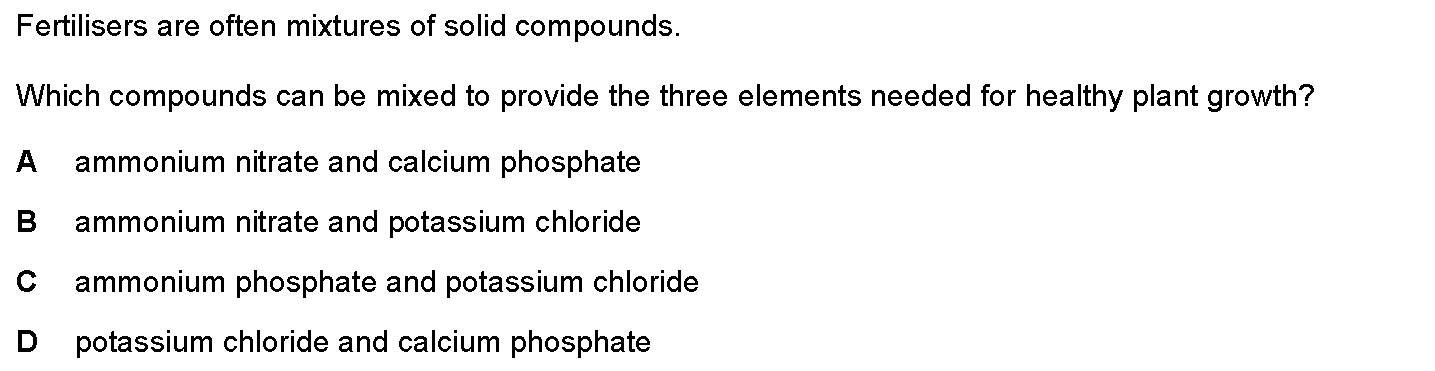 Fertilisers are often mixtures of solid compounds.
Which compounds can be mixed to provide the three elements needed for healthy plant growth?
A ammonium nitrate and calcium phosphate
B ammonium nitrate and potassium chloride
C ammonium phosphate and potassium chloride
D potassium chloride and calcium phosphate